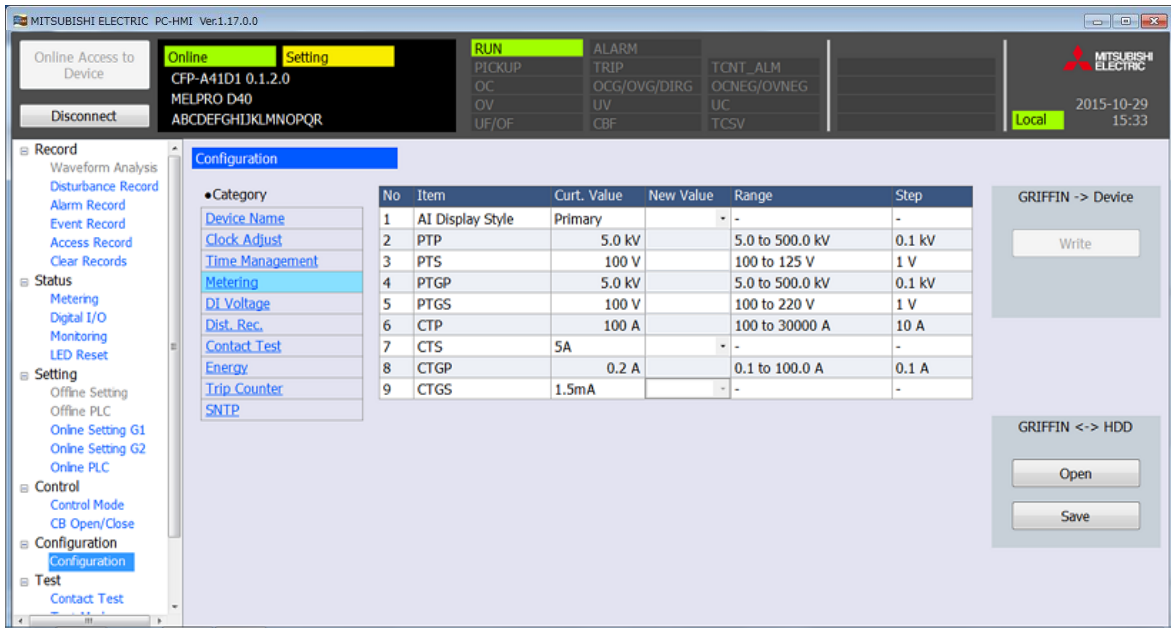 MITSUBISHI ELECTRIC PC-HMI Ver.1.17.0.0
Online Access to
Device
Disconnect
Online Setting
CFP-A41D1 0.1.2.0
MELPRO D40
ABCDEFGHIJKLMNOPQR
RUN ALARM
PICKUP TRIP TCNT_ALM
OC OCG/OVG/DIRG OCNEG/OVNEG
OV UV UC
UF/OF CBF TCSV
MITSUBISHI
ELECTRIC
2015-10-29
Local 15:33
Record
Waveform Analysis
Disturbance Record
Alarm Record
Event Record
Access Record
Clear Records
Status
Metering
Digital I/O
Monitoring
LED Reset
Setting
Offline Setting
Offline PLC
Online Setting G1
Online Setting G2
Online PLC
Control
Control Mode
CB Open/Close
Configuration
Configuration
Test
Contact Test
Configuration
●Category
Device Name
Clock Adjust
Time Management
Metering
DI Voltage
Dist. Rec.
Contact Test
Energy
Trip Counter
SNTP
No Item Curt. Value New Value Range Step
1 AI Display Style Primary - -
2 PTP 5.0 kV 5.0 to 500.0 kV 0.1 kV
3 PTS 100 V 100 to 125 V 1 V
4 PTGP 5.0 kV 5.0 to 500.0 kV 0.1 kV
5 PTGS 100 V 100 to 220 V 1 V
6 CTP 100 A 100 to 30000 A 10 A
7 CTS 5A - -
8 CTGP 0.2 A 0.1 to 100.0 A 0.1 A
9 CTGS 1.5mA - -
GRIFFIN -> Device
Write
GRIFFIN <-> HDD
Open
Save